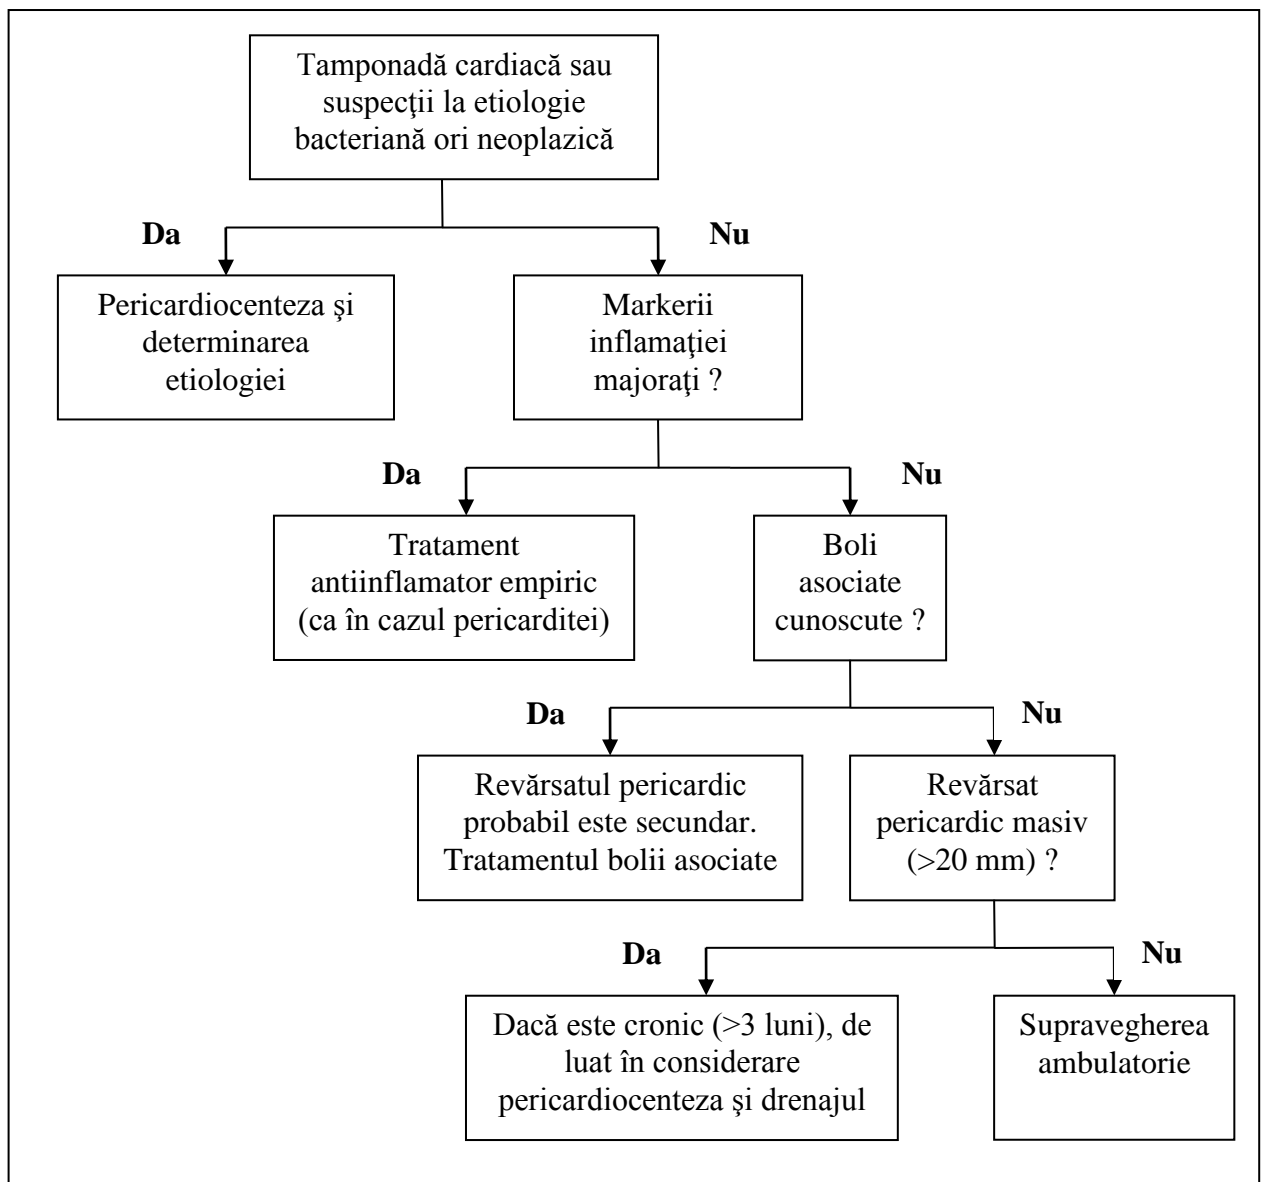 Tamponadă cardiacă sau
suspecţii la etiologie
bacteriană ori neoplazică
Da
Nu
Pericardiocenteza şi
determinarea
etiologiei
Markerii
inflamaţiei
majoraţi ?
Da
Nu
Tratament
antiinflamator empiric
(ca în cazul pericarditei)
Boli
asociate
cunoscute ?
Da
Nu
Revărsatul pericardic
probabil este secundar.
Tratamentul bolii asociate
Revărsat
pericardic masiv
(>20 mm) ?
Da
Nu
Dacă este cronic (>3 luni), de
luat în considerare
pericardiocenteza şi drenajul
Supravegherea
ambulatorie